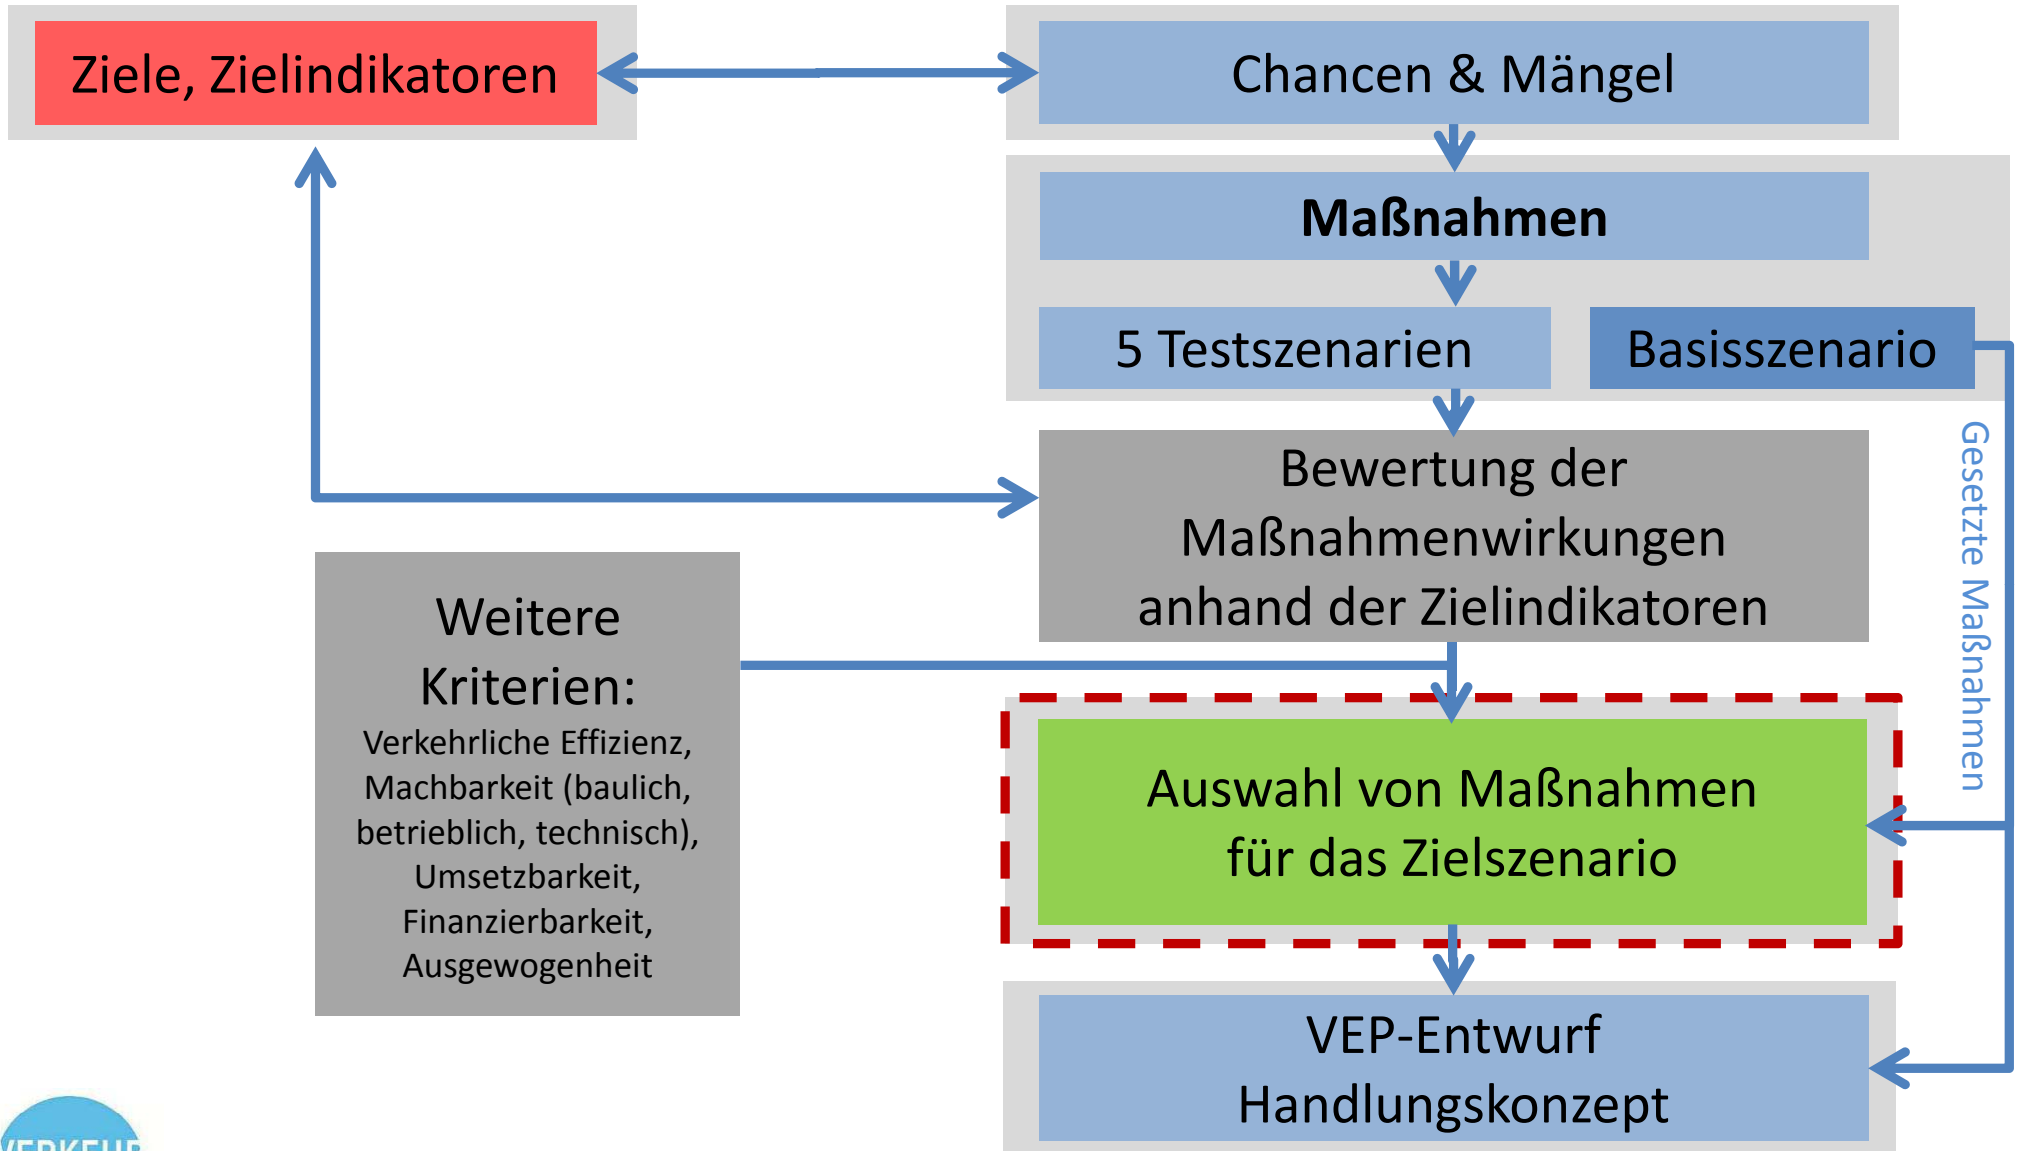 Ziele, Zielindikatoren
Chancen & Mängel
Maßnahmen
5 Testszenarien
Basisszenario
Gesetzte Maßnahmen
Bewertung der
Maßnahmenwirkungen
anhand der Zielindikatoren
Weitere
Kriterien:
Verkehrliche Effizienz,
Machbarkeit (baulich,
betrieblich, technisch),
Umsetzbarkeit,
Finanzierbarkeit,
Ausgewogenheit
Auswahl von Maßnahmen
für das Zielszenario
VEP-Entwurf
Handlungskonzept